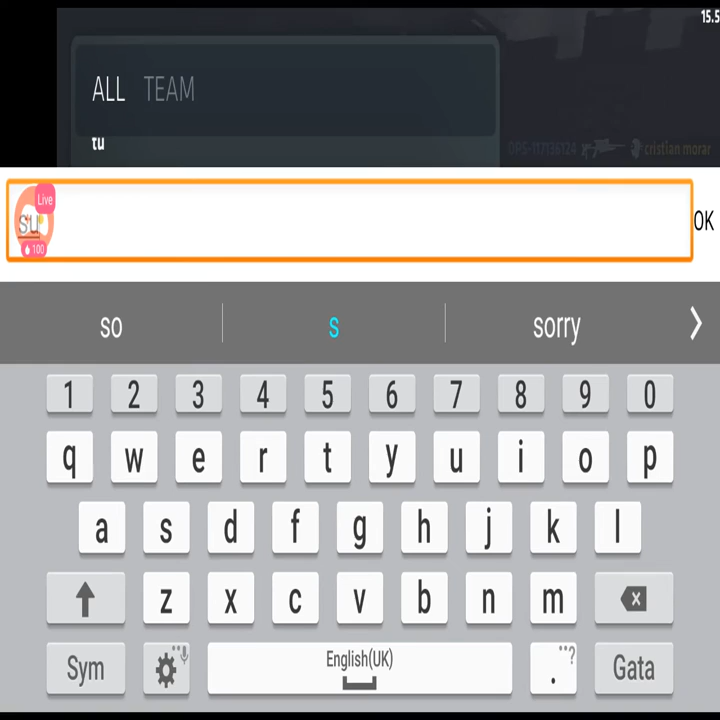 15.5
ALL TEAM
tu
cristian morar
Live
su
100
OK
so s sorry
1 2 3 4 5 6 7 8 9 0
q w e r t y u i o p
a s d f g h j k l
z x c v b n m
Sym English(UK) . ? Gata